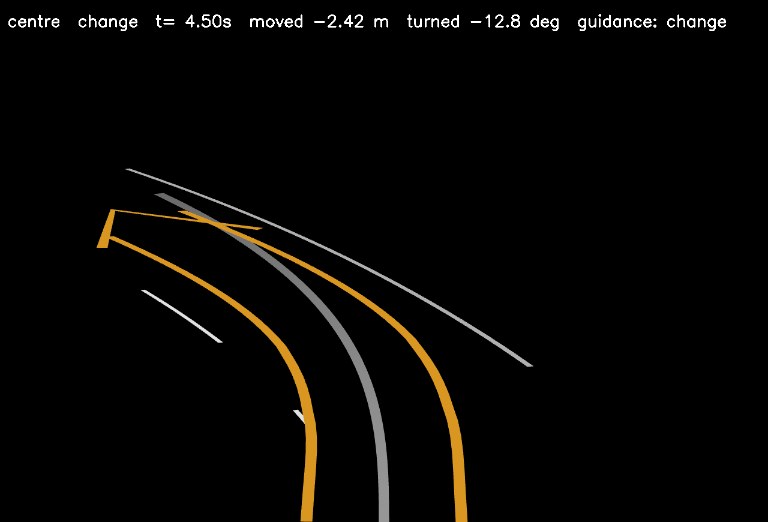 centre change t= 4.50s moved −2.42 m turned −12.8 deg guidance: change